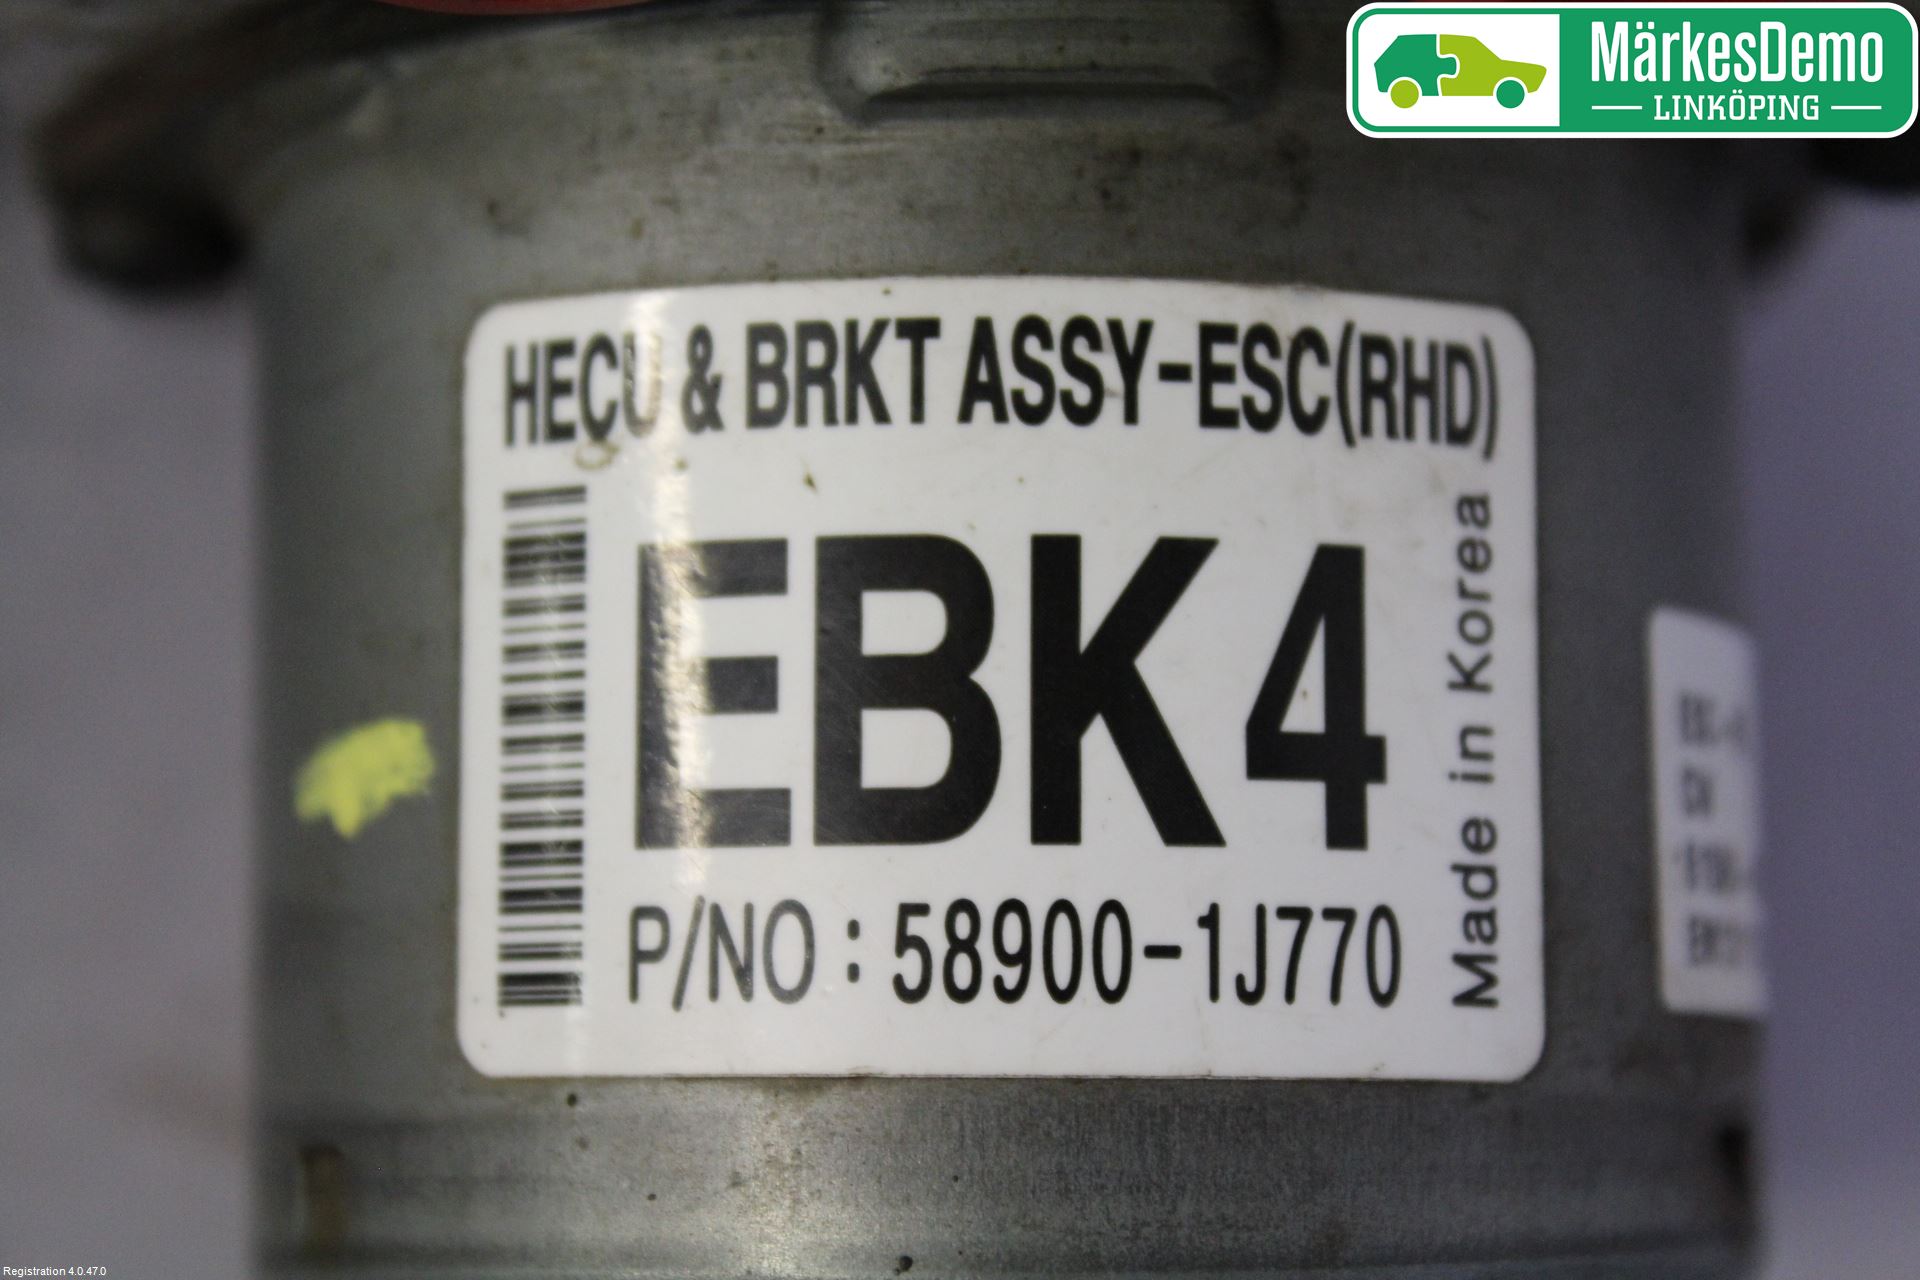 MärkesDemo
LINKÖPING
HECU & BRKT ASSY-ESC(RHD)
EBK4
P/NO : 58900-1J770
Made in Korea
Registration 4.0.47.0